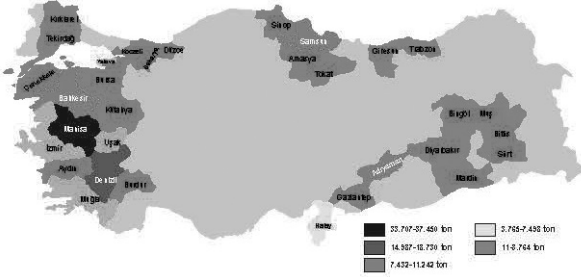 Kırklareli
Tekirdağ
Yalova
Kocaeli
Sakarya
Düzce
Sinop
Samsun
Amasya
Tokat
Giresun
Trabzon
Çanakkale
Bursa
Balıkesir
Kütahya
Manisa
İzmir
Uşak
Aydın
Denizli
Burdur
Muğla
Bingöl
Muş
Bitlis
Siirt
Diyarbakır
Mardin
Adıyaman
Gaziantep
Hatay
33.707-37.450 ton
3.765-7.498 ton
14.987-18.730 ton
11-3.764 ton
7.432-11.242 ton